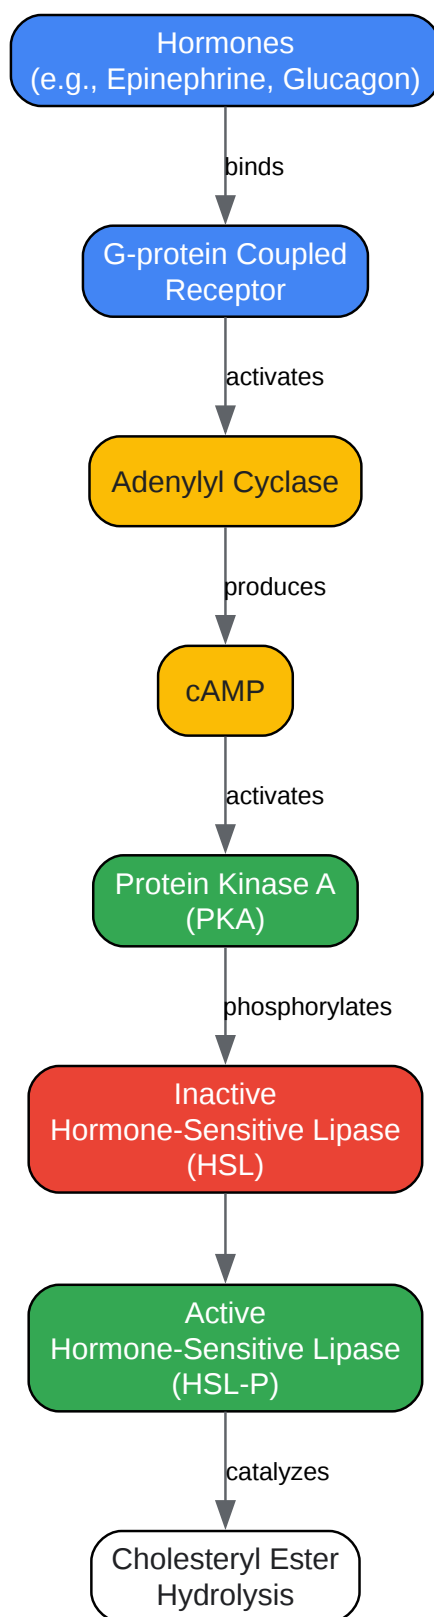 Hormones
(e.g., Epinephrine, Glucagon)
binds
G-protein Coupled
Receptor
activates
Adenylyl Cyclase
produces
cAMP
activates
Protein Kinase A
(PKA)
phosphorylates
Inactive
Hormone-Sensitive Lipase
(HSL)
Active
Hormone-Sensitive Lipase
(HSL-P)
catalyzes
Cholesteryl Ester
Hydrolysis